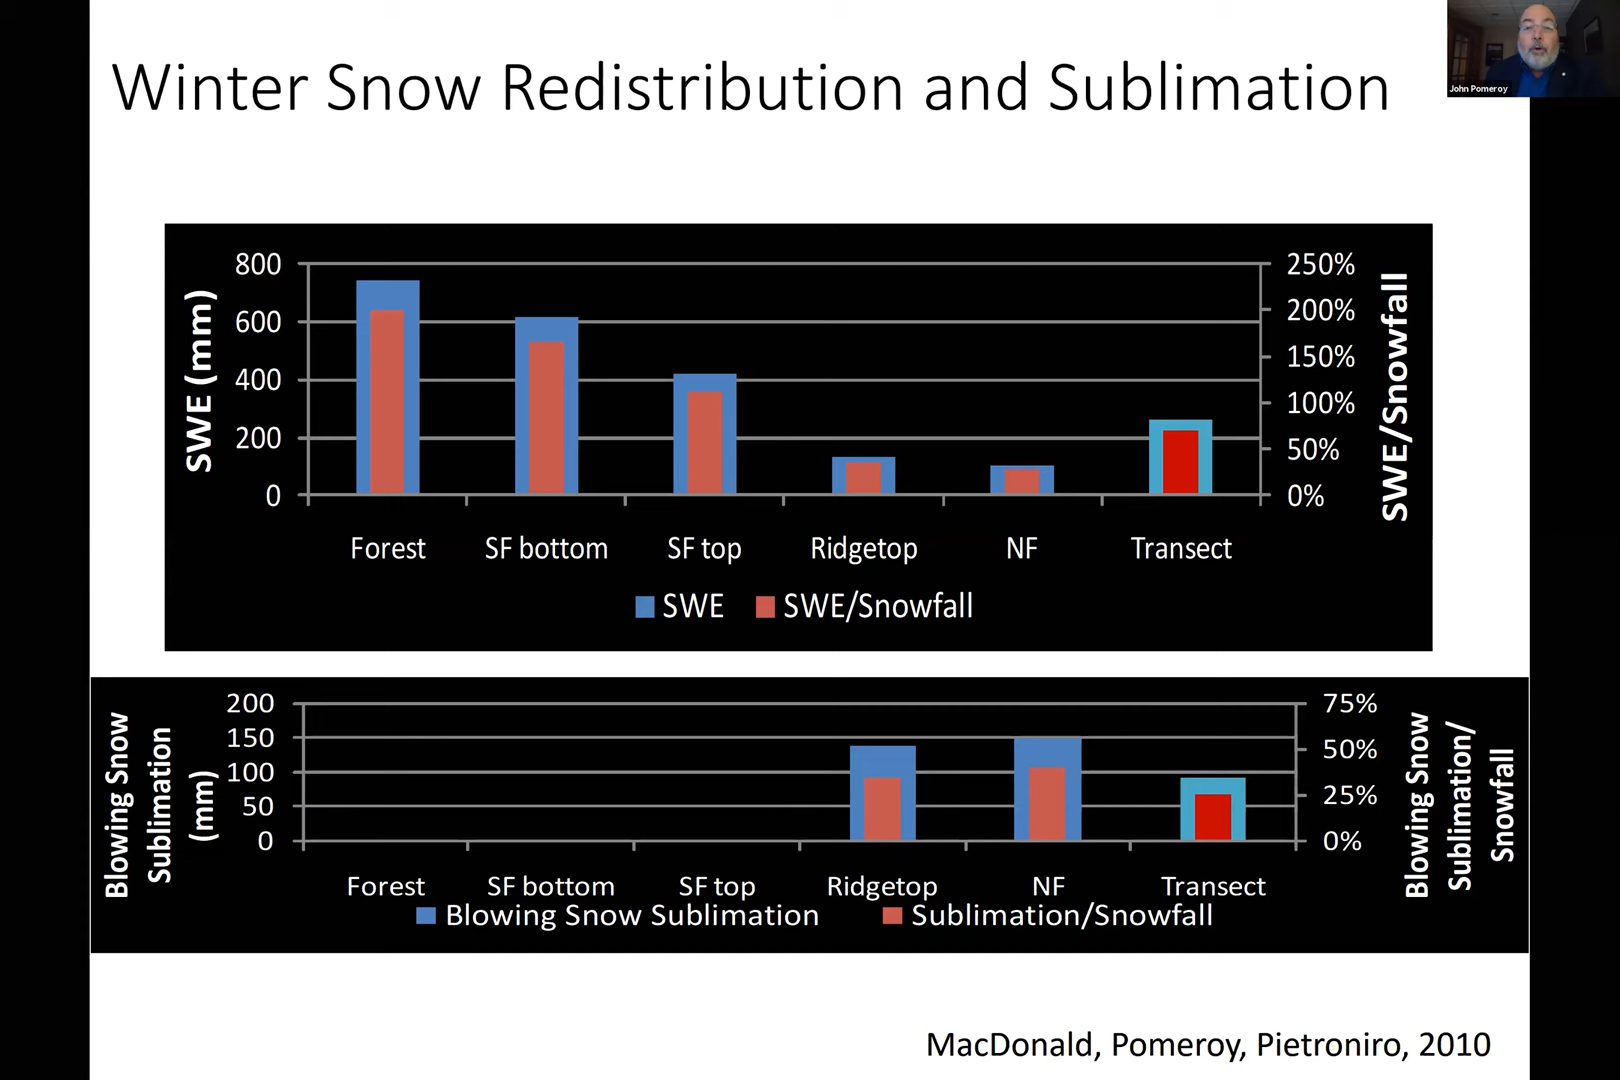 Winter Snow Redistribution and Sublimation
John Pomeroy
800
600
400
200
0
SWE (mm)
250%
200%
150%
100%
50%
0%
SWE/Snowfall
Forest SF bottom SF top Ridgetop NF Transect
SWE SWE/Snowfall
Blowing Snow
Sublimation
(mm)
200
150
100
50
0
75%
50%
25%
0%
Blowing Snow
Sublimation/
Snowfall
Forest SF bottom SF top Ridgetop NF Transect
Blowing Snow Sublimation Sublimation/Snowfall
MacDonald, Pomeroy, Pietroniro, 2010